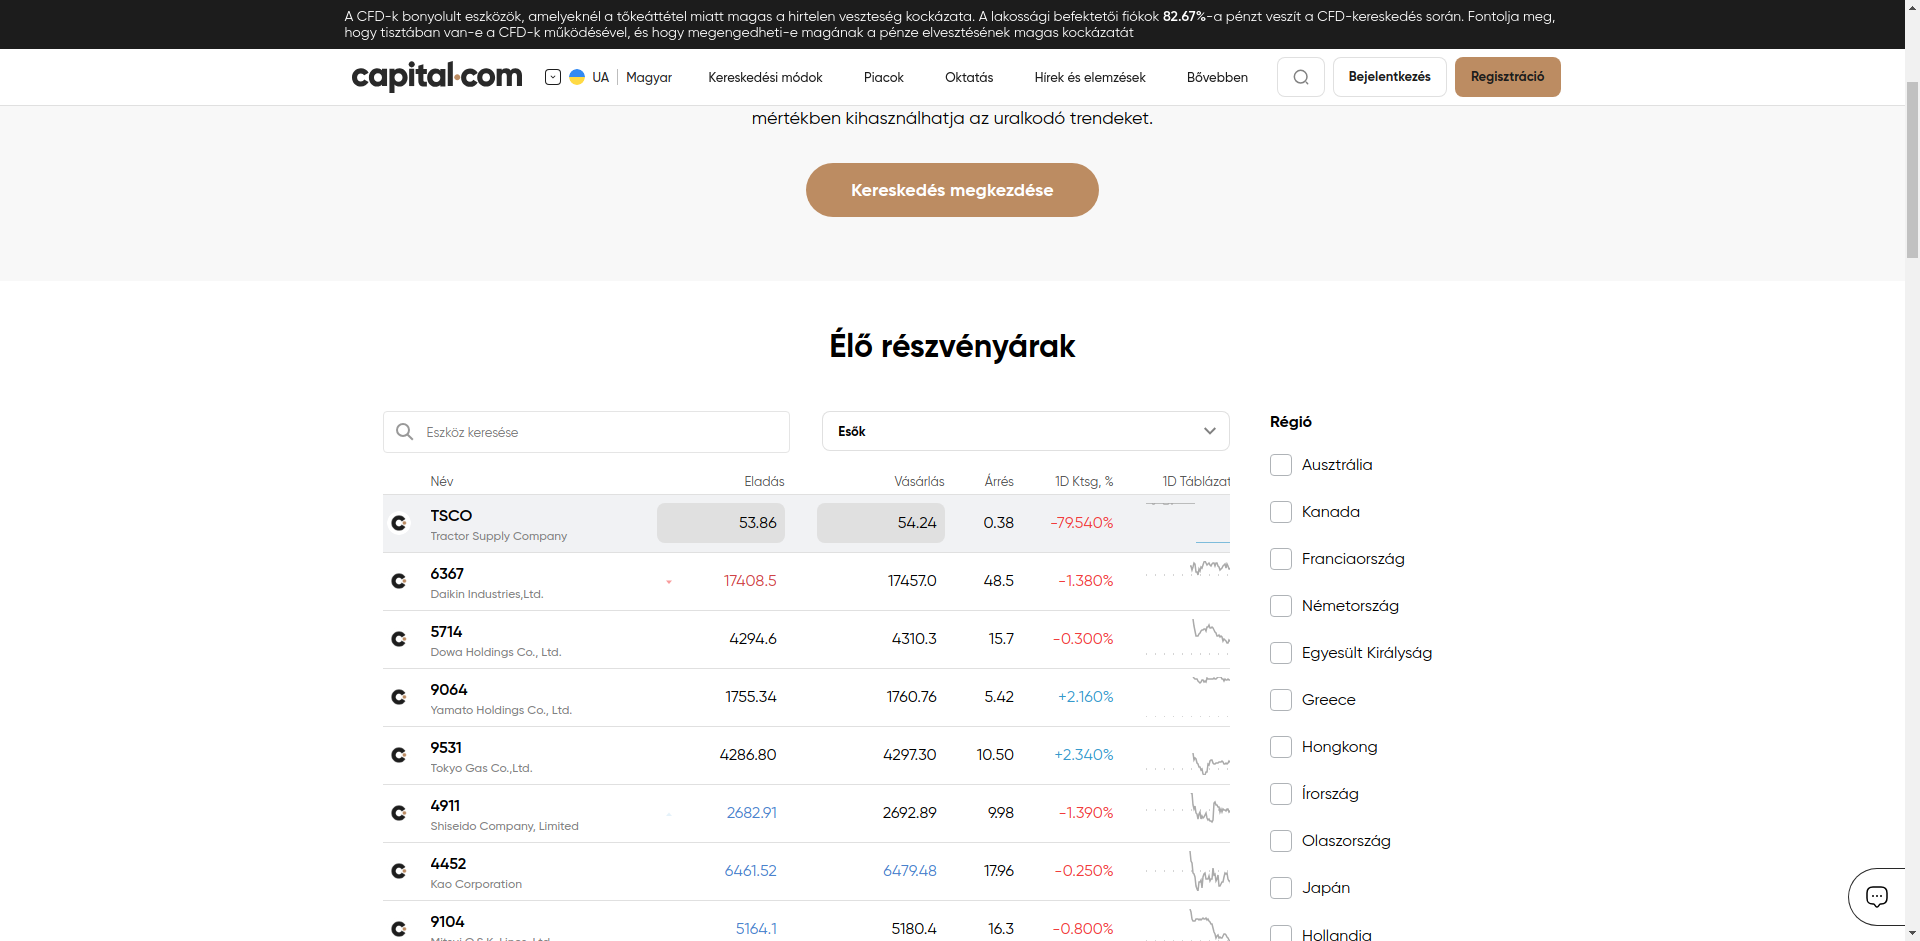 A CFD-k bonyolult eszközök, amelyeknél a tőkeáttétel miatt magas a hirtelen veszteség kockázata. A lakossági befektetői fiókok 82.67%-a pénzt veszít a CFD-kereskedés során. Fontolja meg,
hogy tisztában van-e a CFD-k működésével, és hogy megengedheti-e magának a pénze elvesztésének magas kockázatát
capital.com UA Magyar Kereskedési módok Piacok Oktatás Hírek és elemzések Bővebben Bejelentkezés Regisztráció
mértékben kihasználhatja az uralkodó trendeket.
Kereskedés megkezdése
Élő részvényárak
Eszköz keresése
Esők
Név Eladás Vásárlás Árrés 1D Ktsg, % 1D Táblázat
TSCO 53.86 54.24 0.38 -79.540%
Tractor Supply Company
6367 17408.5 17457.0 48.5 -1.380%
Daikin Industries,Ltd.
5714 4294.6 4310.3 15.7 -0.300%
Dowa Holdings Co., Ltd.
9064 1755.34 1760.76 5.42 +2.160%
Yamato Holdings Co., Ltd.
9531 4286.80 4297.30 10.50 +2.340%
Tokyo Gas Co.,Ltd.
4911 2682.91 2692.89 9.98 -1.390%
Shiseido Company, Limited
4452 6461.52 6479.48 17.96 -0.250%
Kao Corporation
9104 5164.1 5180.4 16.3 -0.800%
Mitsui O.S.K. Lines, Ltd.
Régió
Ausztrália
Kanada
Franciaország
Németország
Egyesült Királyság
Greece
Hongkong
Írország
Olaszország
Japán
Hollandia